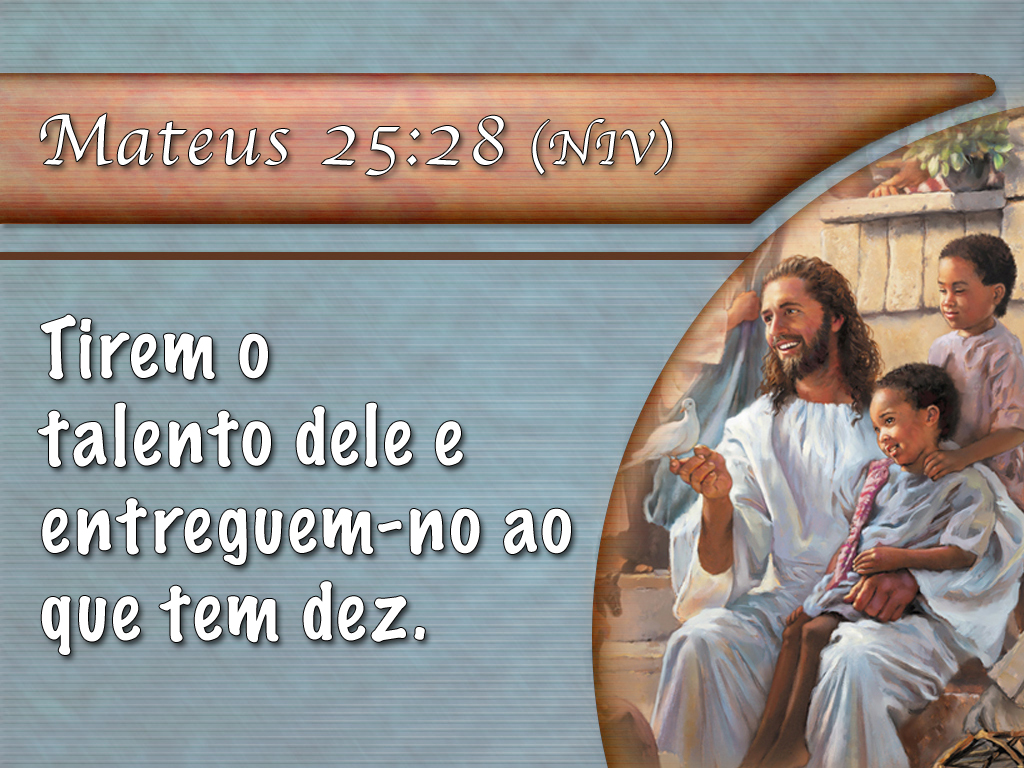 Mateus 25:28 (NIV)
Tirem o
talento dele e
entreguem-no ao
que tem dez.